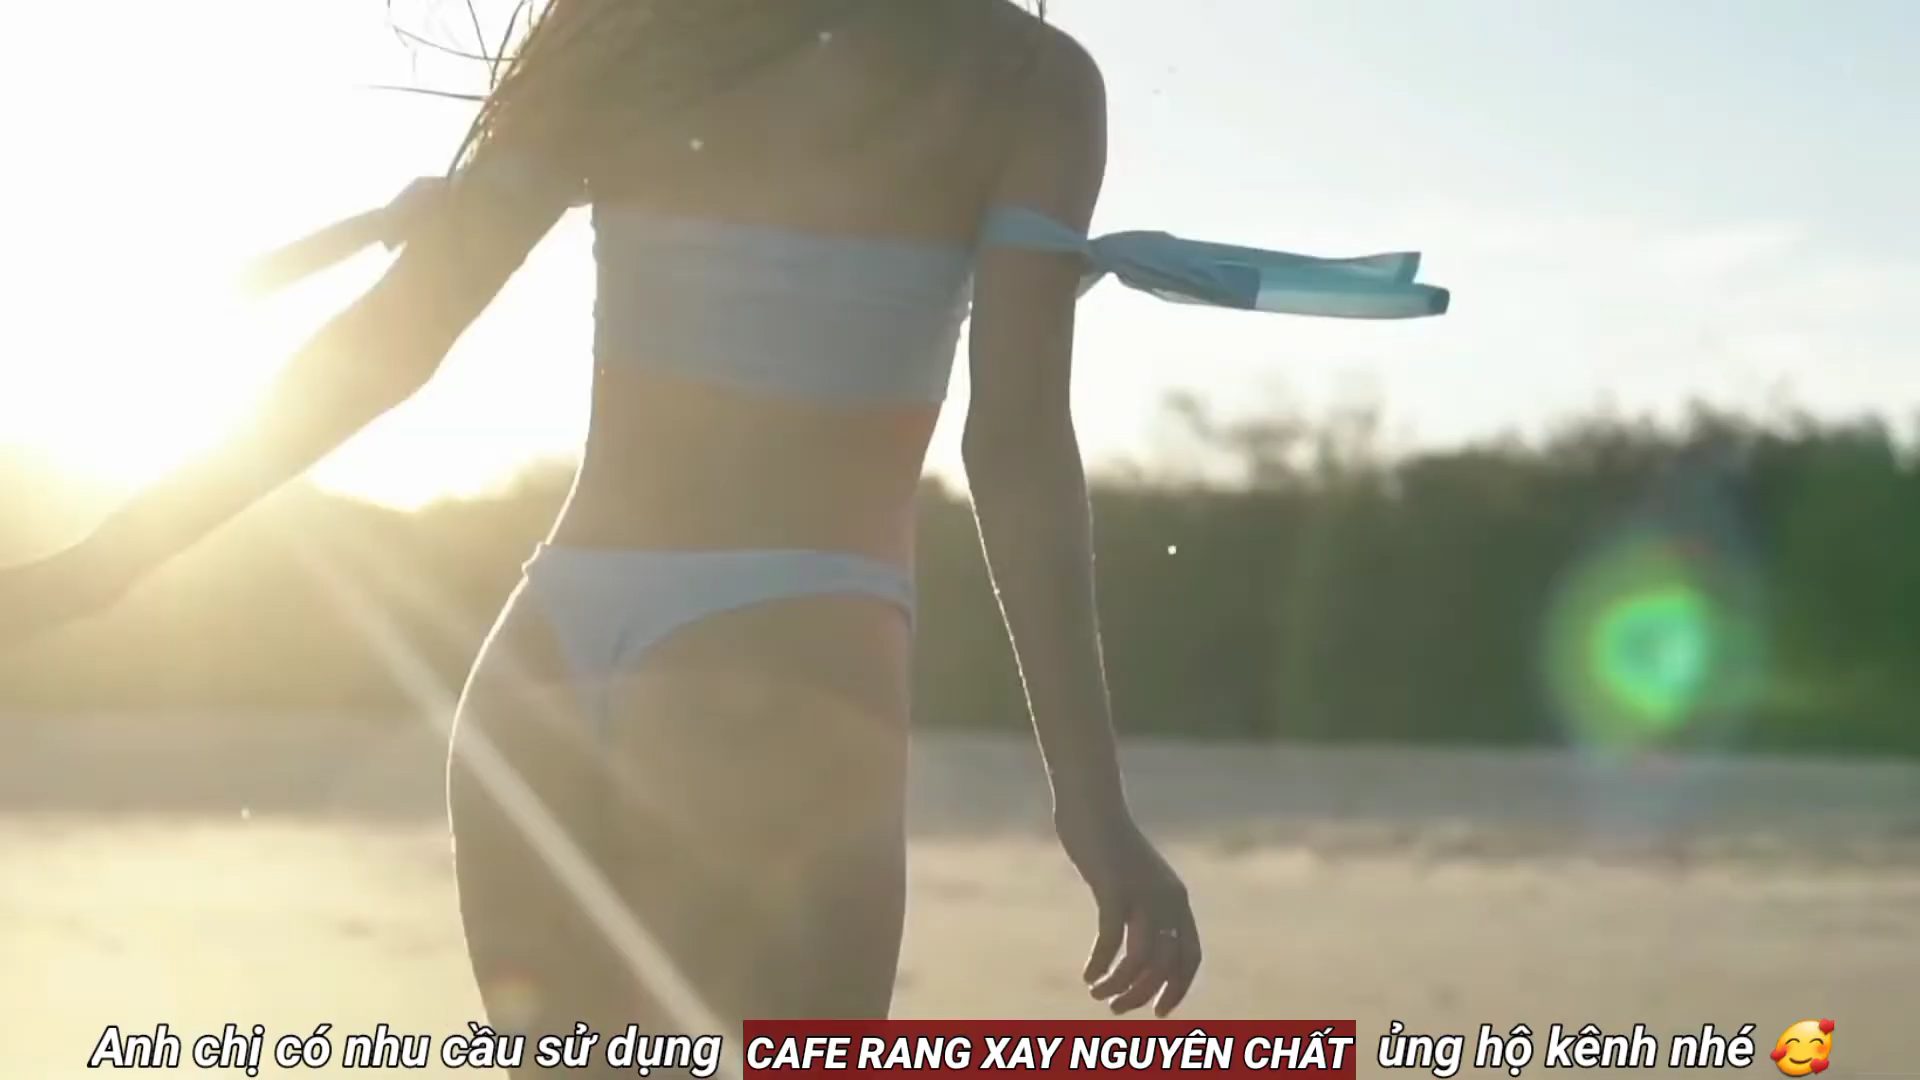 Anh chị có nhu cầu sử dụng CAFE RANG XAY NGUYÊN CHẤT ủng hộ kênh nhé 🥰